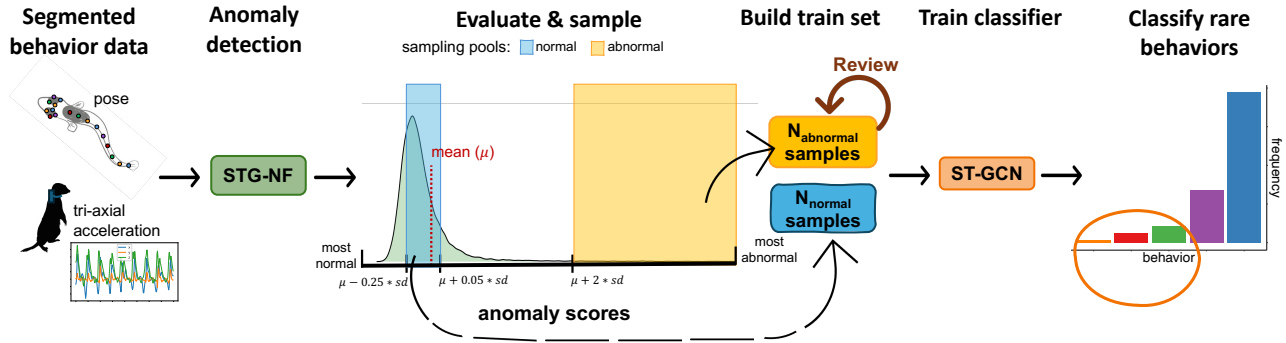 Segmented
behavior data
Anomaly
detection
Evaluate & sample
Build train set
Train classifier
Classify rare
behaviors
sampling pools: normal abnormal
pose
tri-axial
acceleration
STG-NF
mean (μ)
most
normal
most
abnormal
μ − 0.25 * sd
μ + 0.05 * sd
μ + 2 * sd
anomaly scores
Review
N abnormal
samples
N normal
samples
ST-GCN
frequency
behavior